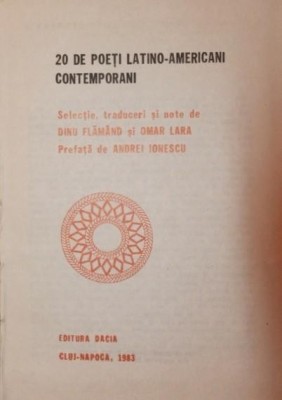 20 DE POEȚI LATINO-AMERICANI
CONTEMPORANI
Selecție, traduceri și note de
DINU FLĂMÂND și OMAR LARA
Prefață de ANDREI IONESCU
EDITURA DACIA
CLUJ-NAPOCA, 1983